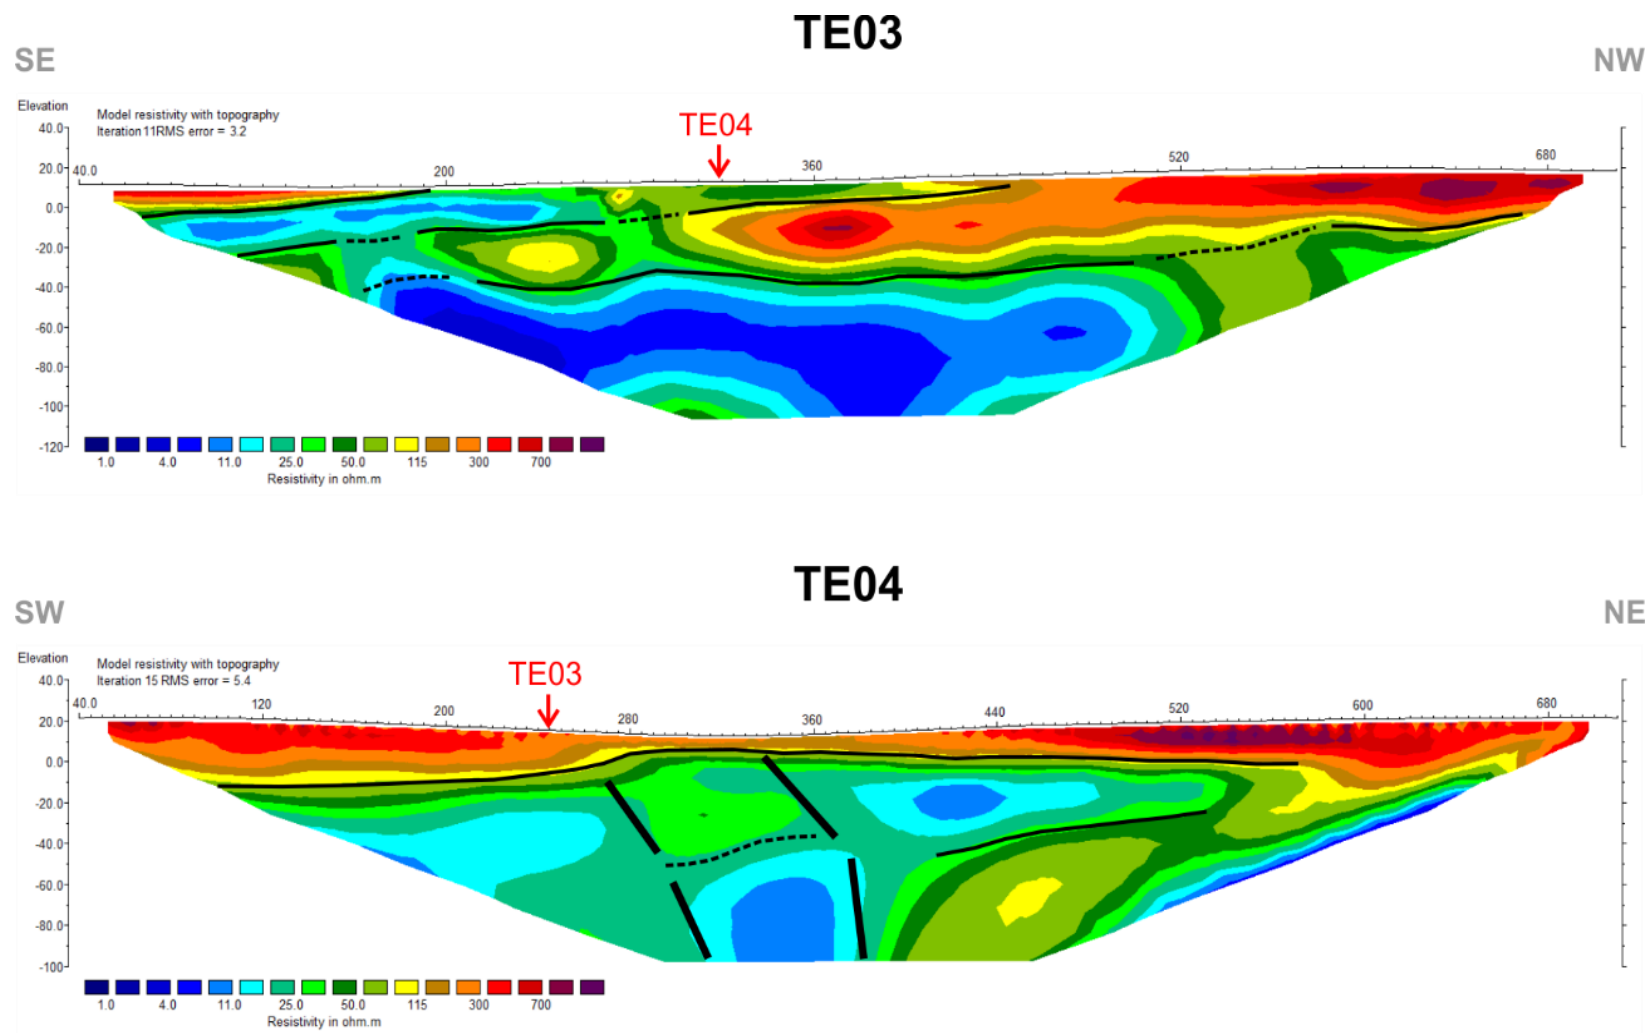 TE03
SE NW
Elevation
Model resistivity with topography
Iteration 11RMS error = 3.2
TE04
40.0
20.0
0.0
-20.0
-40.0
-60.0
-80.0
-100
-120
40.0 200 360 520 680
1.0 4.0 11.0 25.0 50.0 115 300 700
Resistivity in ohm.m
TE04
SW NE
Elevation
Model resistivity with topography
Iteration 15 RMS error = 5.4
TE03
40.0
20.0
0.0
-20.0
-40.0
-60.0
-80.0
-100
40.0 120 200 280 360 440 520 600 680
1.0 4.0 11.0 25.0 50.0 115 300 700
Resistivity in ohm.m